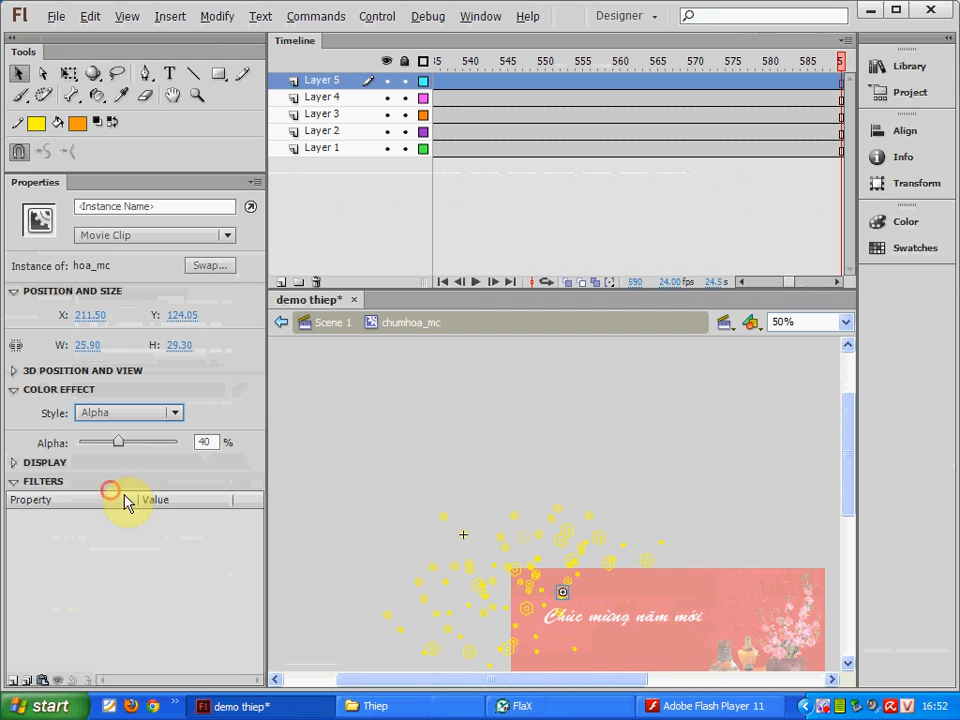 Fl File Edit View Insert Modify Text Commands Control Debug Window Help Designer
Tools
Timeline
35 540 545 550 555 560 565 570 575 580 585 5
Layer 5
Layer 4
Layer 3
Layer 2
Layer 1
590 24.00fps 24.5s
Library
Project
Align
Info
Transform
Color
Swatches
Properties
<Instance Name>
Movie Clip
Instance of: hoa_mc Swap...
POSITION AND SIZE
X: 211.50 Y: 124.05
W: 25.90 H: 29.30
3D POSITION AND VIEW
COLOR EFFECT
Style: Alpha
Alpha: 40 %
DISPLAY
FILTERS
Property Value
demo thiep*
Scene 1 chumhoa_mc 50%
Chúc mừng năm mới
start demo thiep* Thiep FlaX Adobe Flash Player 11 16:52